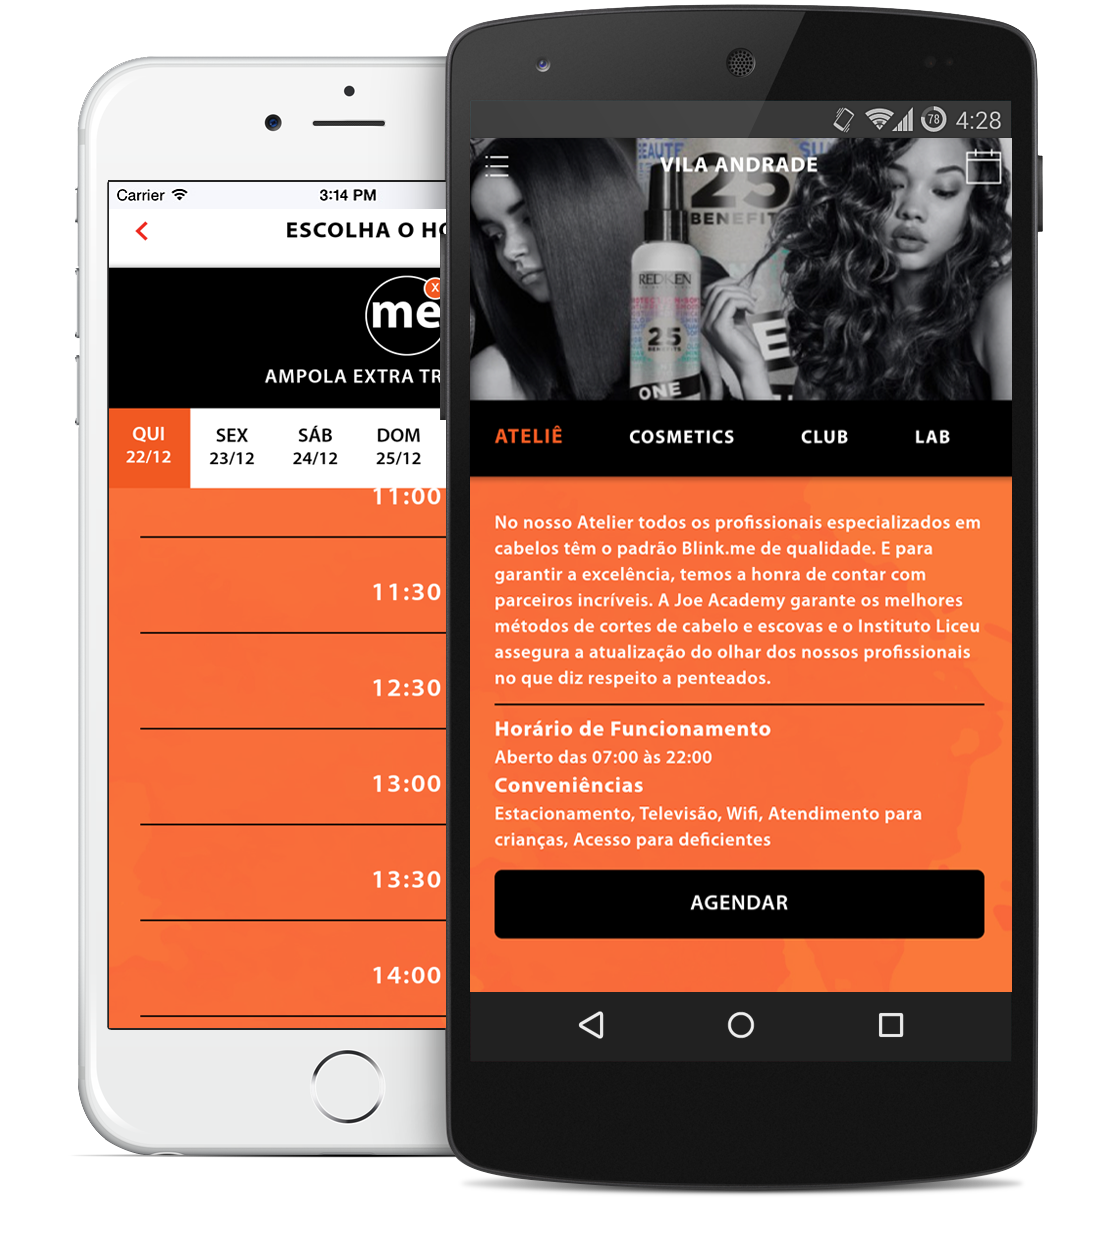 Carrier
3:14 PM
ESCOLHA O HO
me
x
AMPOLA EXTRA TR
QUI
22/12
SEX
23/12
SÁB
24/12
DOM
25/12
11:00
11:30
12:30
13:00
13:30
14:00
78
4:28
VILA ANDRADE
BEAUTE
25
BENEFIT
REDKEN
25
BENEFITS
ONE
ATELIÊ
COSMETICS
CLUB
LAB
No nosso Atelier todos os profissionais especializados em
cabelos têm o padrão Blink.me de qualidade. E para
garantir a excelência, temos a honra de contar com
parceiros incríveis. A Joe Academy garante os melhores
métodos de cortes de cabelo e escovas e o Instituto Liceu
assegura a atualização do olhar dos nossos profissionais
no que diz respeito a penteados.
Horário de Funcionamento
Aberto das 07:00 às 22:00
Conveniências
Estacionamento, Televisão, Wifi, Atendimento para
crianças, Acesso para deficientes
AGENDAR